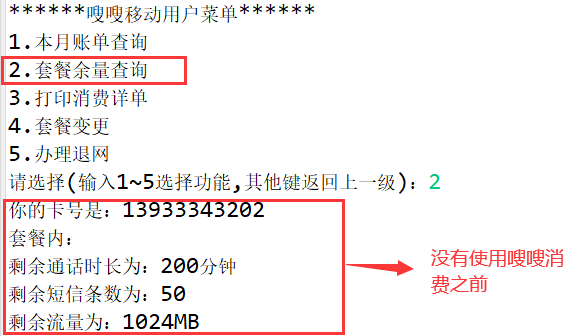 ******嗖嗖移动用户菜单******
1.本月账单查询
2.套餐余量查询
3.打印消费详单
4.套餐变更
5.办理退网
请选择(输入1~5选择功能,其他键返回上一级)：2
你的卡号是：13933343202
套餐内：
剩余通话时长为：200分钟
剩余短信条数为：50
剩余流量为：1024MB
没有使用嗖嗖消
费之前